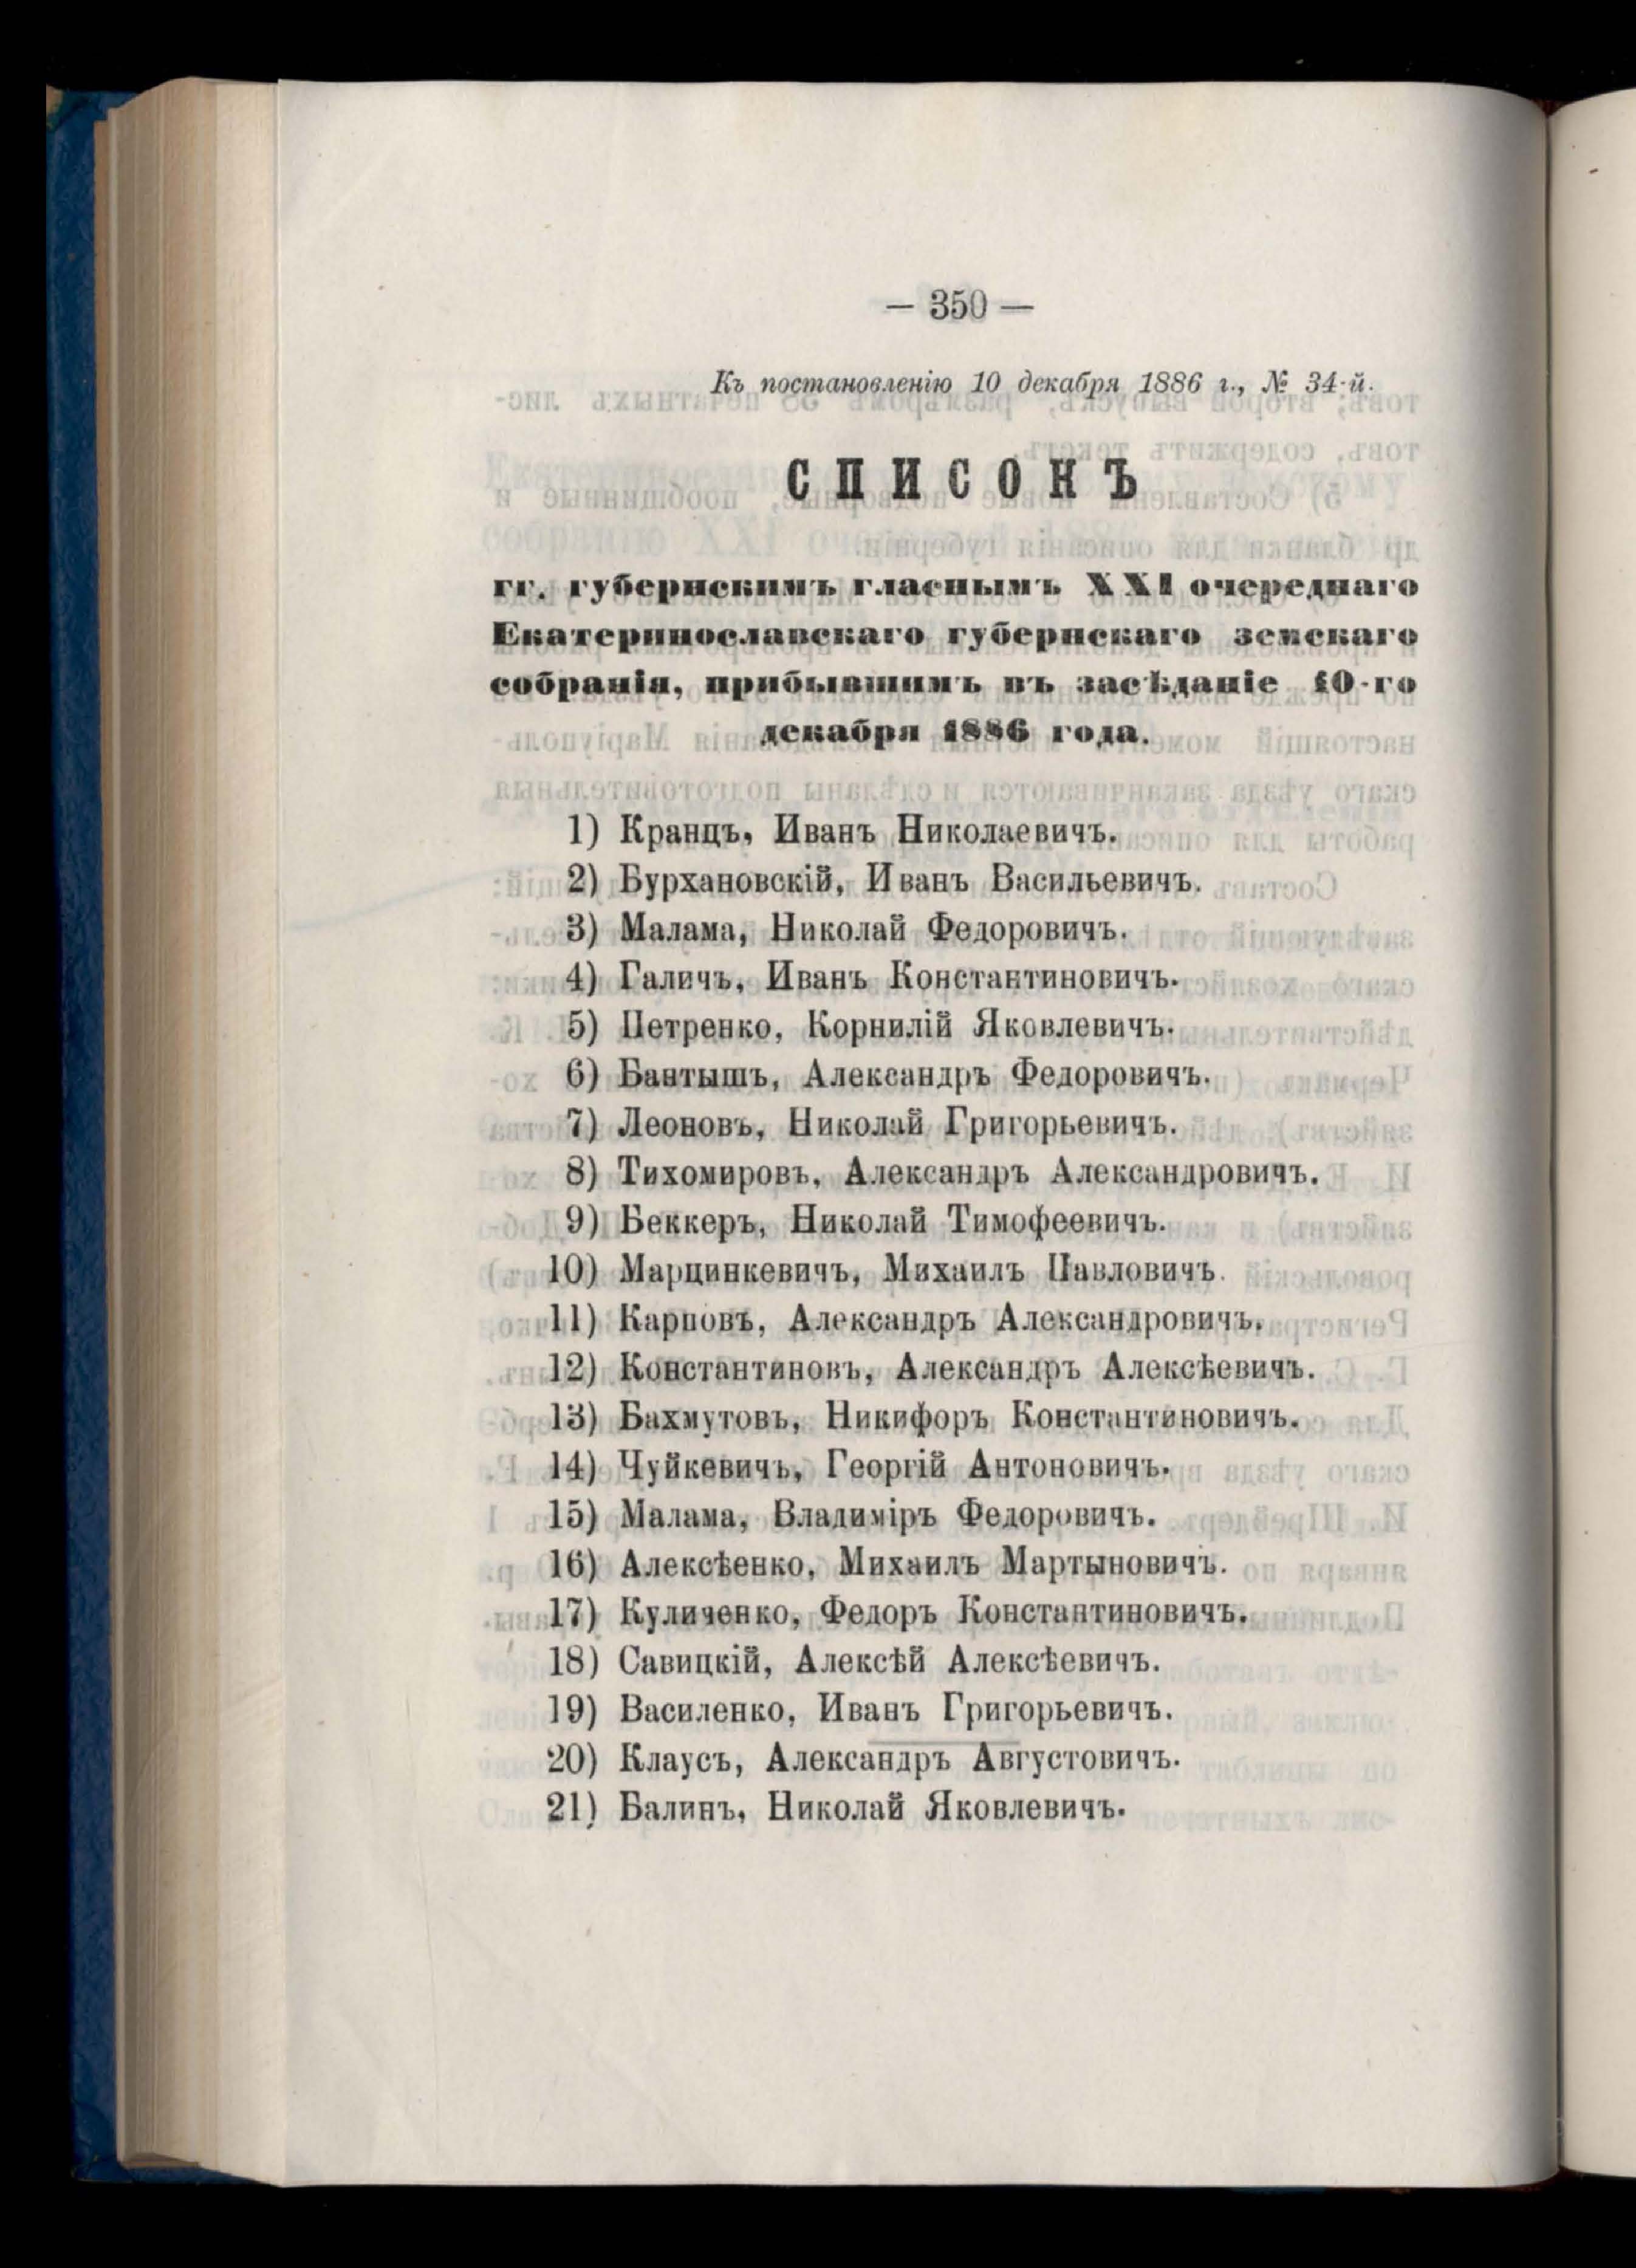 — 350 —
Къ постановленію 10 декабря 1886 г., № 34-й.
СПИСОКЪ
гг. губернскимъ гласнымъ XXI очереднаго
Екатеринославскаго губернскаго земскаго
собранія, прибывшимъ въ засѣданіе 10-го
декабря 1886 года.
1) Кранцъ, Иванъ Николаевичъ.
2) Бурхановскій, Иванъ Васильевичъ.
3) Малама, Николай Федоровичъ.
4) Галичъ, Иванъ Константиновичъ.
5) Петренко, Корнилій Яковлевичъ.
6) Бантышъ, Александръ Федоровичъ.
7) Леоновъ, Николай Григорьевичъ.
8) Тихомировъ, Александръ Александровичъ.
9) Беккеръ, Николай Тимофеевичъ.
10) Марцинкевичъ, Михаилъ Павловичъ.
11) Карповъ, Александръ Александровичъ.
12) Константиновъ, Александръ Алексѣевичъ.
13) Бахмутовъ, Никифоръ Константиновичъ.
14) Чуйкевичъ, Георгій Антоновичъ.
15) Малама, Владиміръ Федоровичъ.
16) Алексѣенко, Михаилъ Мартыновичъ.
17) Куличенко, Федоръ Константиновичъ.
18) Савицкій, Алексѣй Алексѣевичъ.
19) Василенко, Иванъ Григорьевичъ.
20) Клаусъ, Александръ Августовичъ.
21) Балинъ, Николай Яковлевичъ.